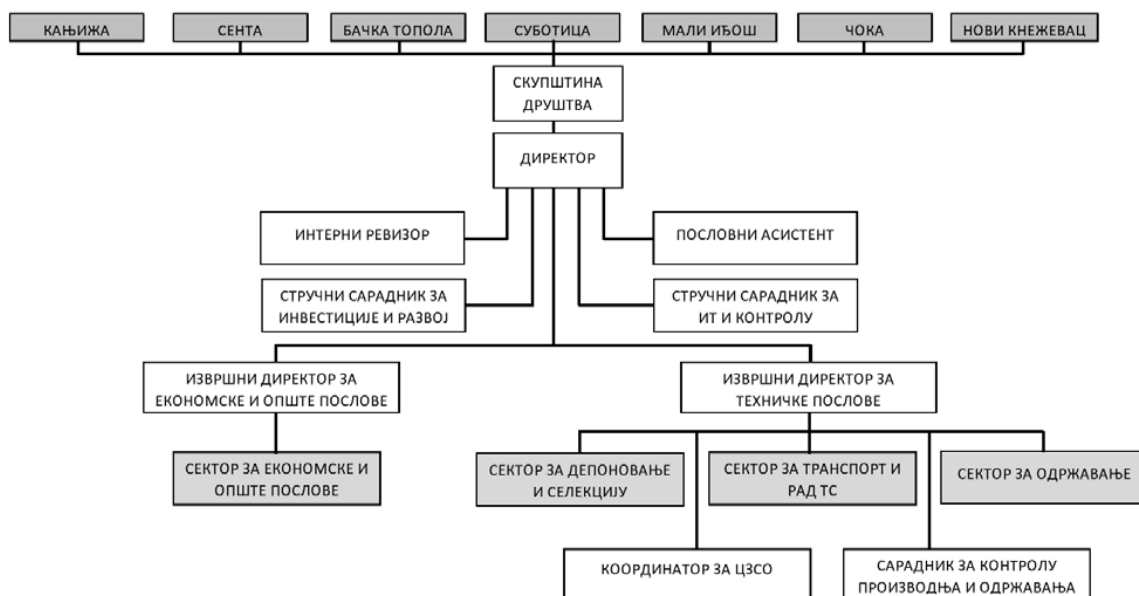 КАЊИЖА
СЕНТА
БАЧКА ТОПОЛА
СУБОТИЦА
МАЛИ ИЂОШ
ЧОКА
НОВИ КНЕЖЕВАЦ
СКУПШТИНА
ДРУШТВА
ДИРЕКТОР
ИНТЕРНИ РЕВИЗОР
ПОСЛОВНИ АСИСТЕНТ
СТРУЧНИ САРАДНИК ЗА
ИНВЕСТИЦИЈЕ И РАЗВОЈ
СТРУЧНИ САРАДНИК ЗА
ИТ И КОНТРОЛУ
ИЗВРШНИ ДИРЕКТОР ЗА
ЕКОНОМСКЕ И ОПШТЕ ПОСЛОВЕ
ИЗВРШНИ ДИРЕКТОР ЗА
ТЕХНИЧКЕ ПОСЛОВЕ
СЕКТОР ЗА ЕКОНОМСКЕ И
ОПШТЕ ПОСЛОВЕ
СЕКТОР ЗА ДЕПОНОВАЊЕ
И СЕЛЕКЦИЈУ
СЕКТОР ЗА ТРАНСПОРТ И
РАД ТС
СЕКТОР ЗА ОДРЖАВАЊЕ
КООРДИНАТОР ЗА ЦЗСО
САРАДНИК ЗА КОНТРОЛУ
ПРОИЗВОДЊА И ОДРЖАВАЊА